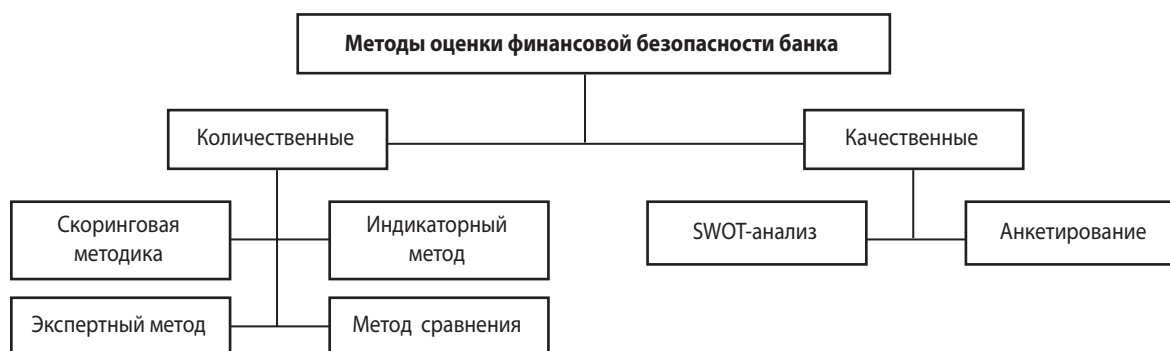 Методы оценки финансовой безопасности банка
Количественные
Качественные
Скоринговая
методика
Индикаторный
метод
SWOT-анализ
Анкетирование
Экспертный метод
Метод сравнения